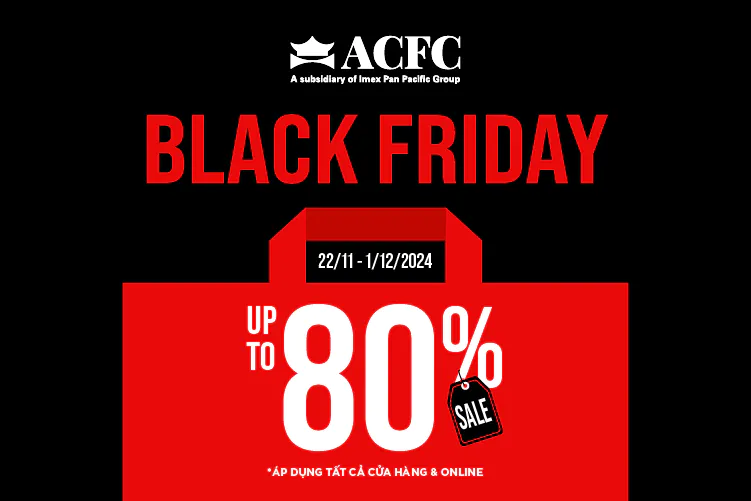 ACFC
A subsidiary of Imex Pan Pacific Group
BLACK FRIDAY
22/11 - 1/12/2024
UP
TO
80%
SALE
*ÁP DỤNG TẤT CẢ CỬA HÀNG & ONLINE